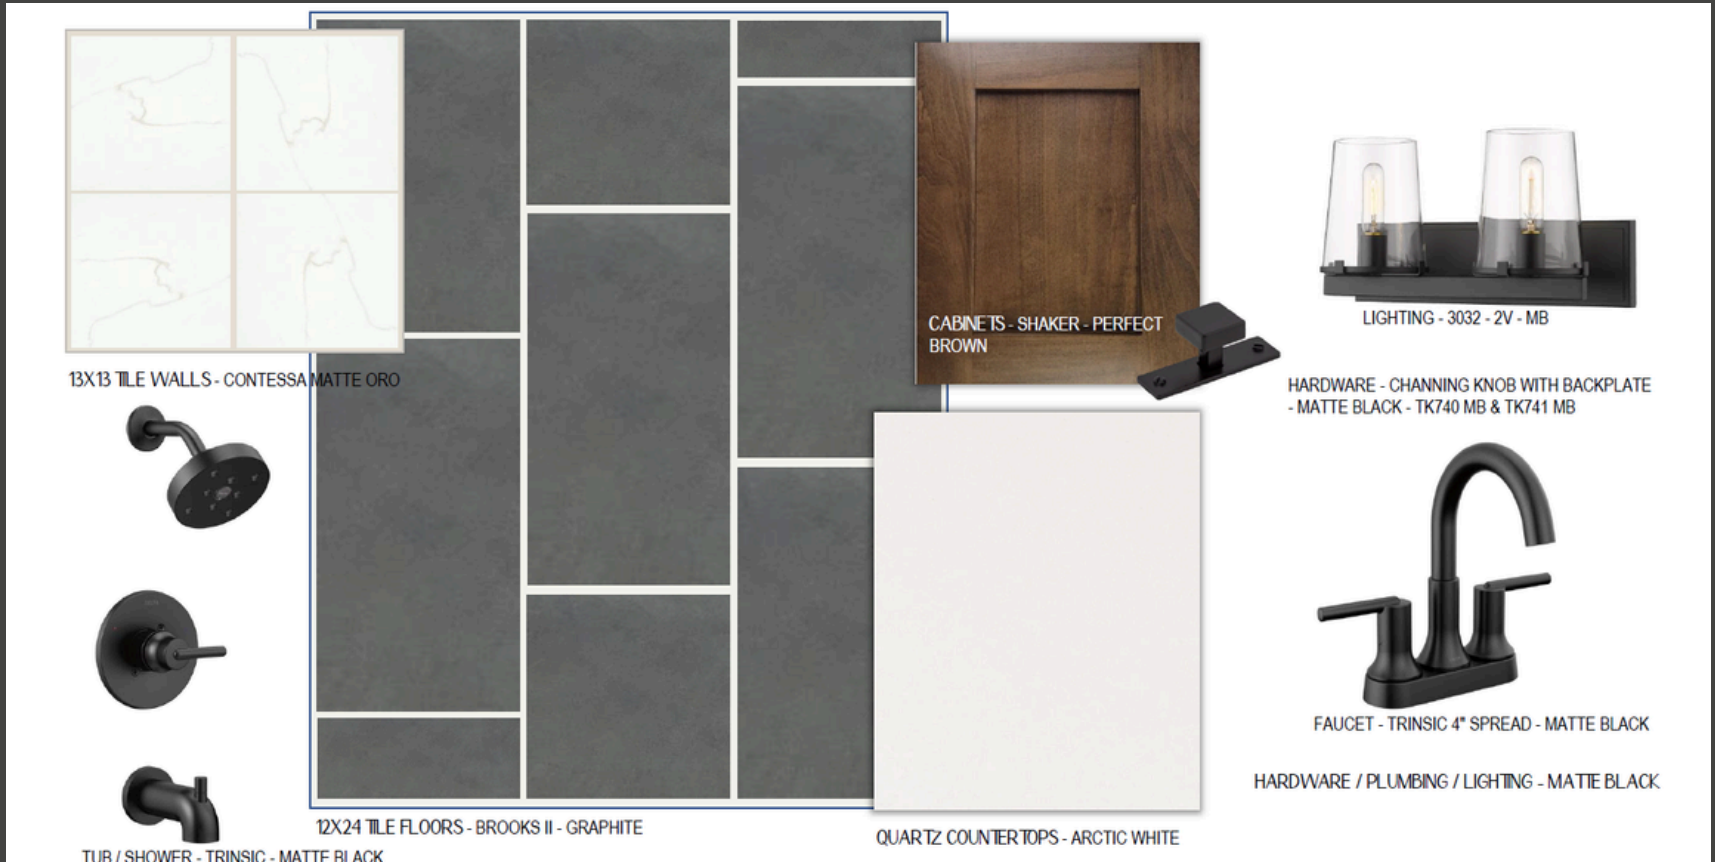 CABINETS - SHAKER - PERFECT
BROWN
LIGHTING - 3032 - 2V - MB
13X13 TILE WALLS - CONTESSA MATTE ORO
HARDWARE - CHANNING KNOB WITH BACKPLATE
- MATTE BLACK - TK740 MB & TK741 MB
FAUCET - TRINSIC 4" SPREAD - MATTE BLACK
HARDWARE / PLUMBING / LIGHTING - MATTE BLACK
12X24 TILE FLOORS - BROOKS II - GRAPHITE
QUARTZ COUNTERTOPS - ARCTIC WHITE
TUB / SHOWER - TRINSIC - MATTE BLACK